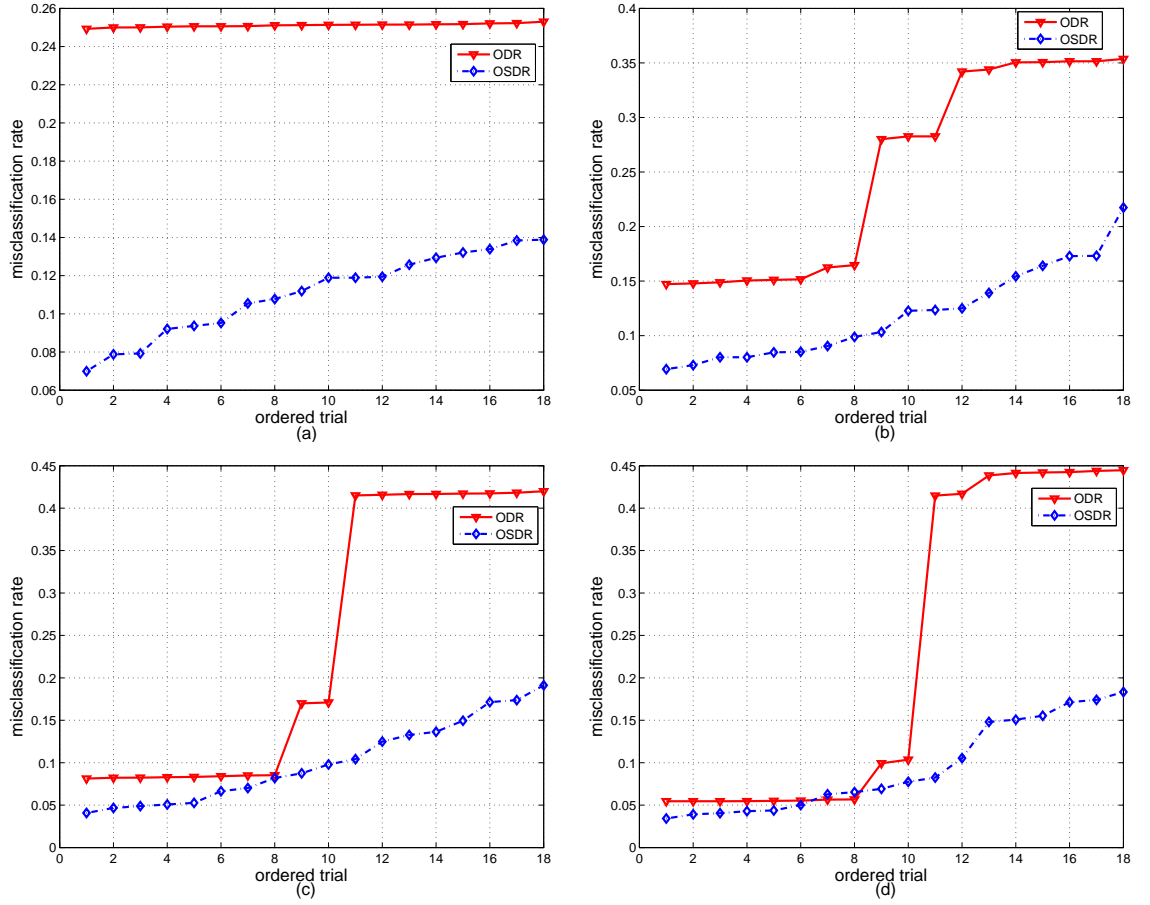 0.26
0.24
0.22
0.2
0.18
0.16
0.14
0.12
0.1
0.08
0.06
misclassification rate
ODR
OSDR
0 2 4 6 8 10 12 14 16 18
ordered trial
(a)
0.4
0.35
0.3
0.25
0.2
0.15
0.1
0.05
misclassification rate
ODR
OSDR
0 2 4 6 8 10 12 14 16 18
ordered trial
(b)
0.45
0.4
0.35
0.3
0.25
0.2
0.15
0.1
0.05
0
misclassification rate
ODR
OSDR
0 2 4 6 8 10 12 14 16 18
ordered trial
(c)
0.45
0.4
0.35
0.3
0.25
0.2
0.15
0.1
0.05
0
misclassification rate
ODR
OSDR
0 2 4 6 8 10 12 14 16 18
ordered trial
(d)